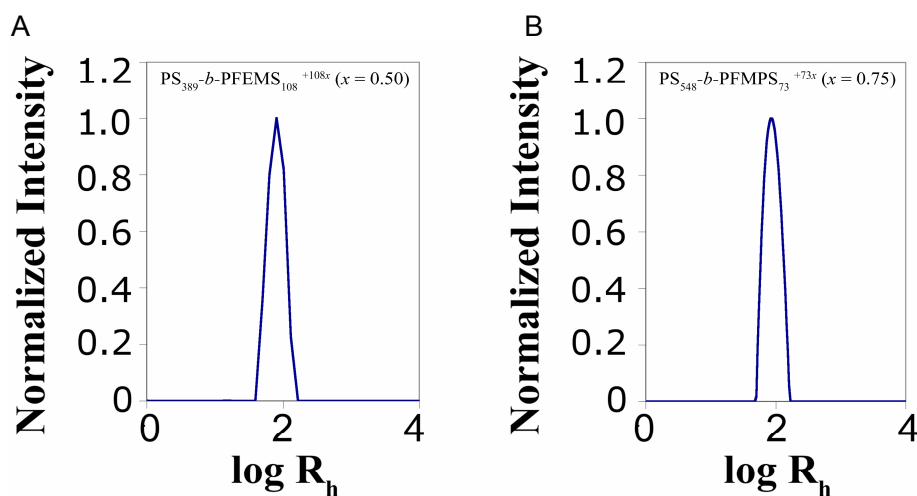 A
Normalized Intensity
1.2
1.0
0.8
0.6
0.4
0.2
0
0 2 4
log Rh
PS389-b-PFEMS108 +108x (x = 0.50)
B
Normalized Intensity
1.2
1.0
0.8
0.6
0.4
0.2
0
0 2 4
log Rh
PS548-b-PFMPS73 +73x (x = 0.75)